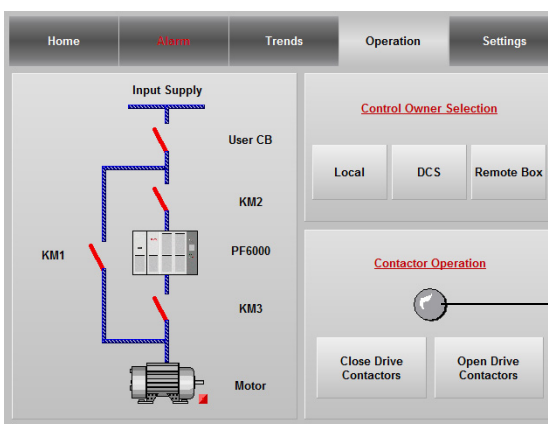 Home
Alarm
Trends
Operation
Settings
Input Supply
User CB
KM2
KM1
PF6000
KM3
Motor
Control Owner Selection
Local
DCS
Remote Box
Contactor Operation
Close Drive
Contactors
Open Drive
Contactors